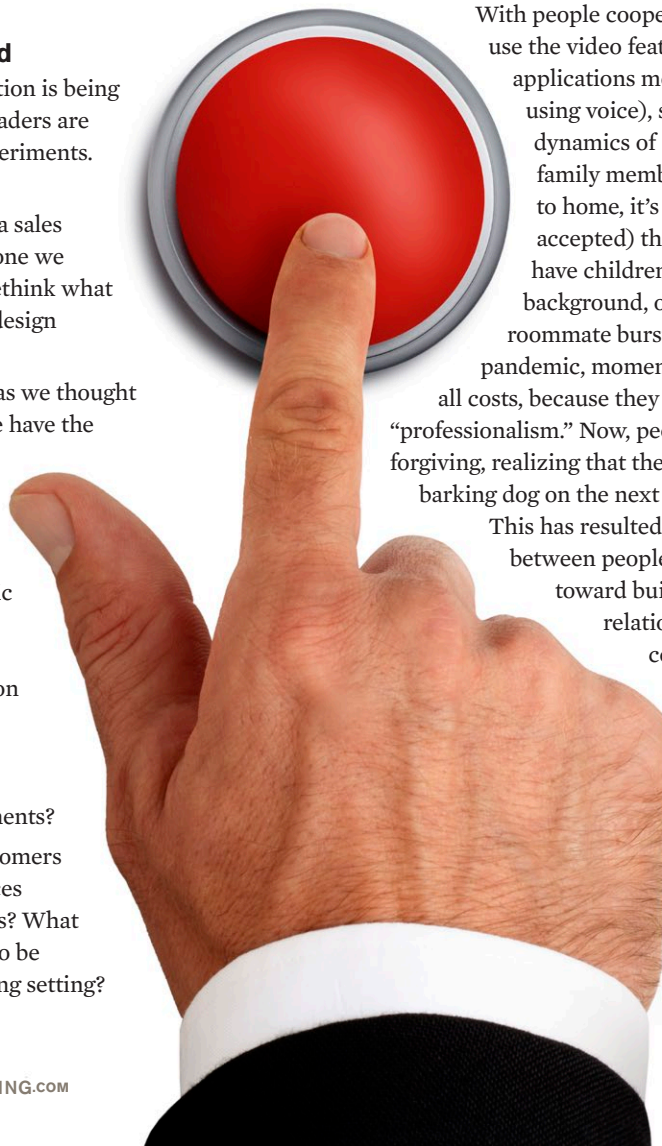 d
tion is being
aders are
eriments.
a sales
one we
ethink what
design
as we thought
e have the
ic
on
nents?
omers
ces
s? What
o be
ng setting?
ING.COM
With people coope
use the video feat
applications mo
using voice), s
dynamics of
family memb
to home, it's
accepted) th
have children
background, o
roommate burs
pandemic, momen
all costs, because they
“professionalism.” Now, peo
forgiving, realizing that the
barking dog on the next
This has resulted
between people
toward bui
relatio
co